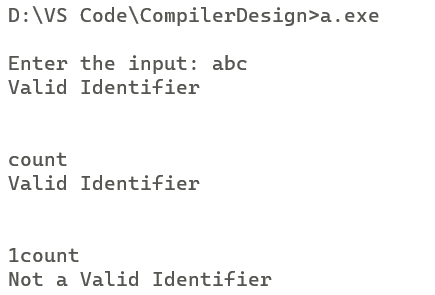 D:\VS Code\CompilerDesign>a.exe
Enter the input: abc
Valid Identifier
count
Valid Identifier
1count
Not a Valid Identifier